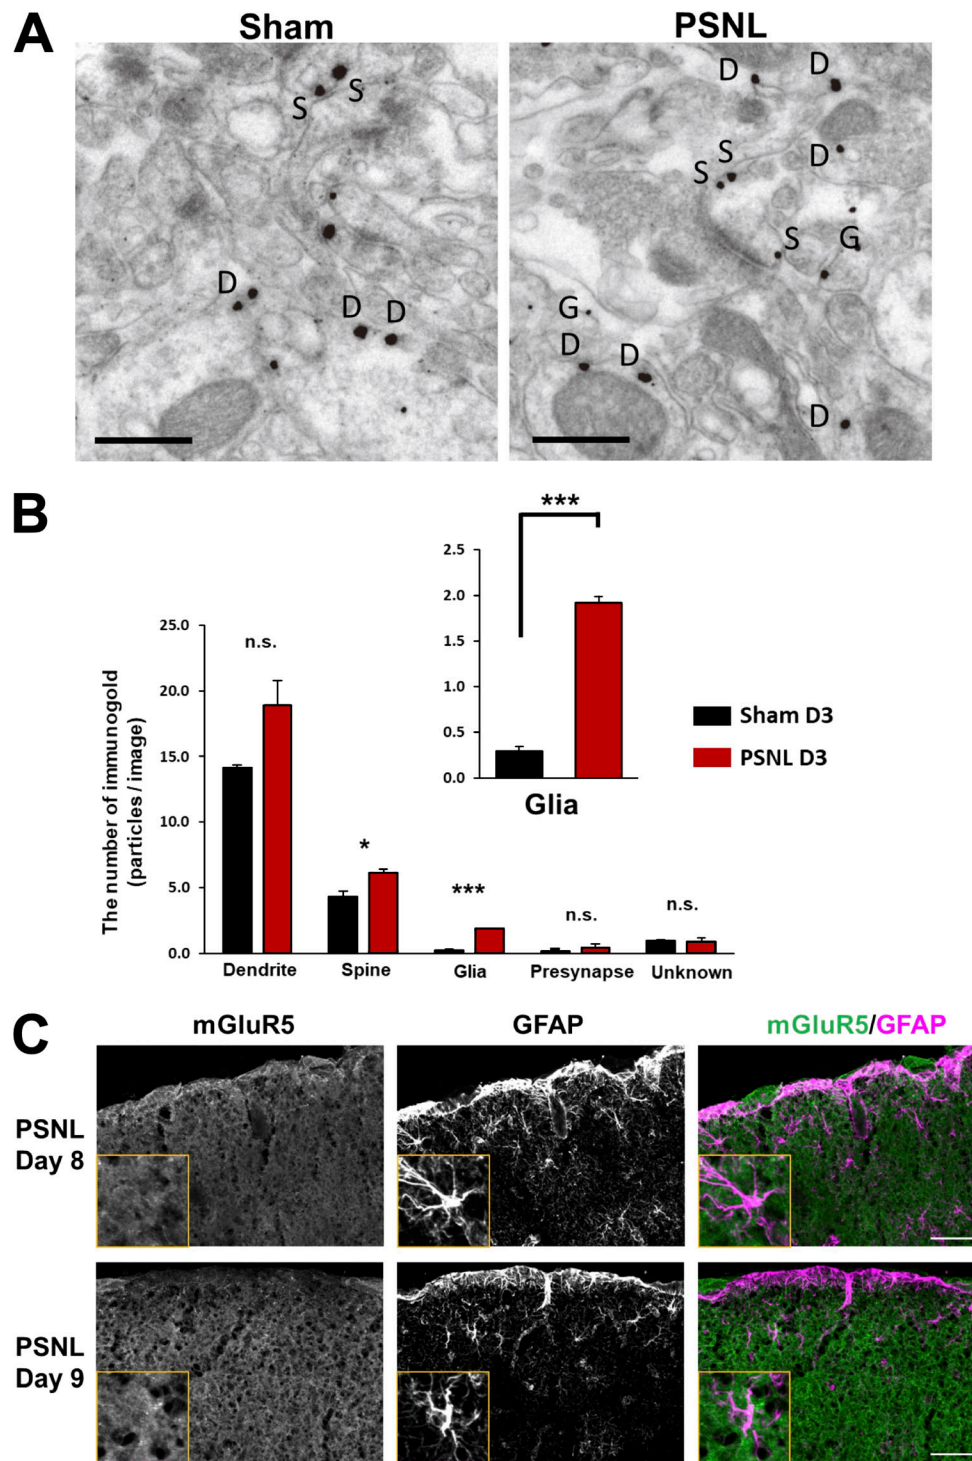 A
Sham
PSNL
S
S
D
D D
D
D
D
S
S
S
G
G
D
D
D
B
The number of immunogold
(particles / image)
25.0
20.0
15.0
10.0
5.0
0.0
n.s.
*
***
n.s.
n.s.
Dendrite
Spine
Glia
Presynapse
Unknown
***
2.5
2.0
1.5
1.0
0.5
0.0
Glia
Sham D3
PSNL D3
C
mGluR5
GFAP
mGluR5/GFAP
PSNL
Day 8
PSNL
Day 9